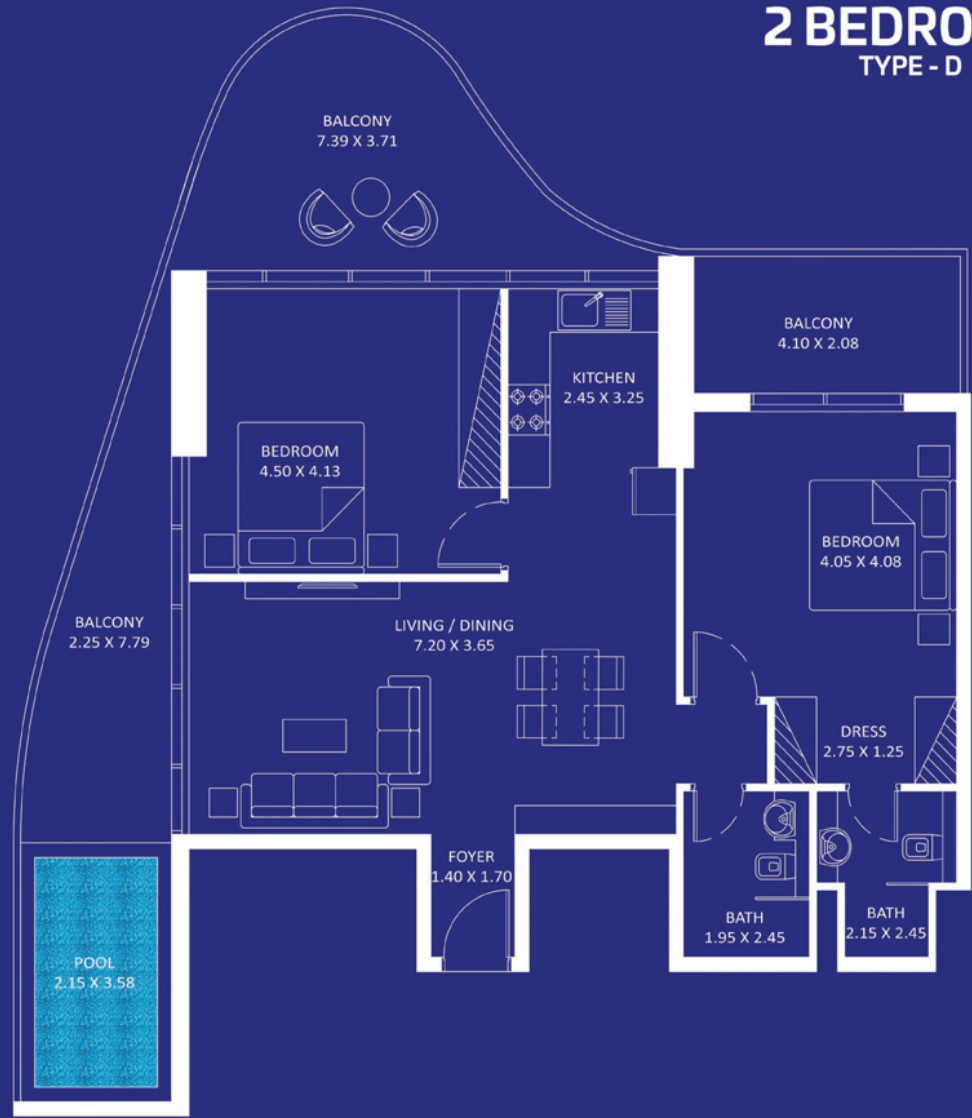 2 BEDRO
TYPE - D
BALCONY
7.39 X 3.71
BALCONY
4.10 X 2.08
KITCHEN
2.45 X 3.25
BEDROOM
4.50 X 4.13
BEDROOM
4.05 X 4.08
BALCONY
2.25 X 7.79
LIVING / DINING
7.20 X 3.65
DRESS
2.75 X 1.25
FOYER
1.40 X 1.70
BATH
1.95 X 2.45
BATH
2.15 X 2.45
POOL
2.15 X 3.58